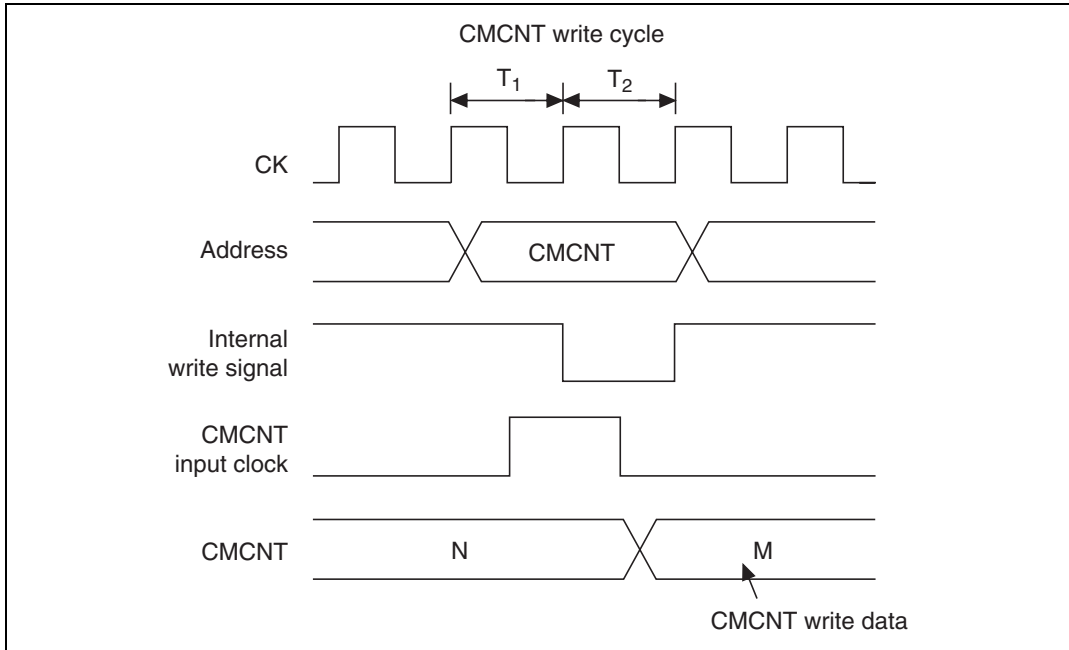 CMCNT write cycle
T1 T2
CK
Address CMCNT
Internal
write signal
CMCNT
input clock
CMCNT N M
CMCNT write data